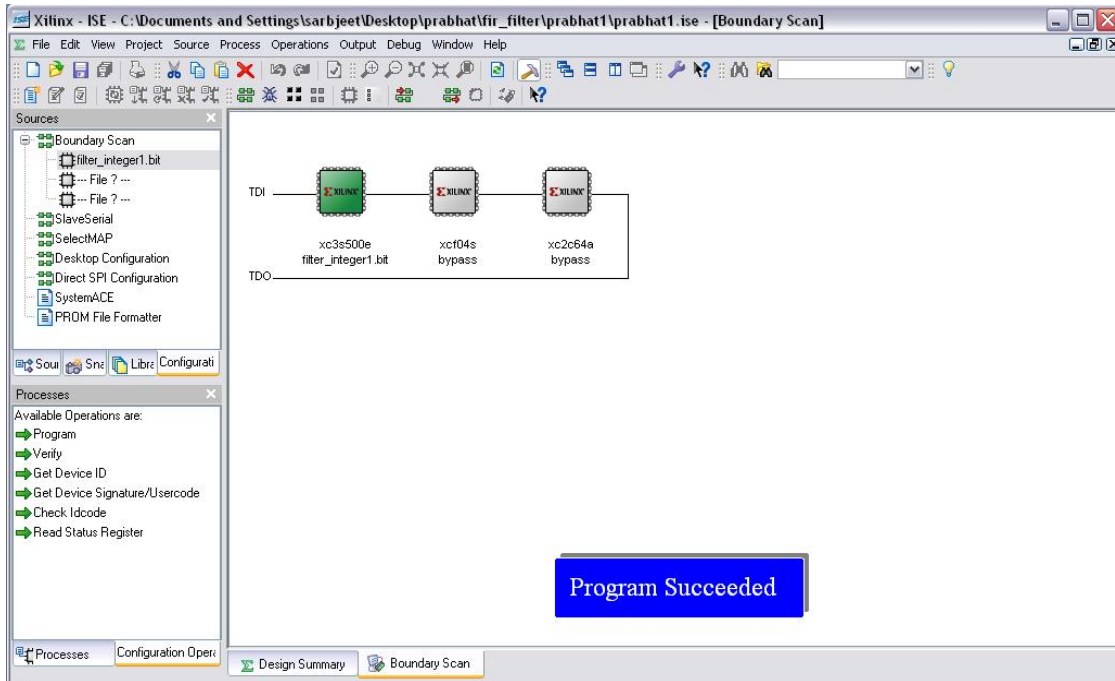 Xilinx - ISE - C:\Documents and Settings\sarbjeet\Desktop\prabhat\fir_filter\prabhat1\prabhat1.ise - [Boundary Scan]
File Edit View Project Source Process Operations Output Debug Window Help
Sources
Boundary Scan
filter_integer1.bit
--- File ? ---
--- File ? ---
SlaveSerial
SelectMAP
Desktop Configuration
Direct SPI Configuration
SystemACE
PROM File Formatter
Sour Sna Libra Configurati
TDI
XILINX XILINX XILINX
xc3s500e xcf04s xc2c64a
filter_integer1.bit bypass bypass
TDO
Processes
Available Operations are:
Program
Verify
Get Device ID
Get Device Signature/Usercode
Check Idcode
Read Status Register
Program Succeeded
Processes Configuration Opera
Design Summary Boundary Scan